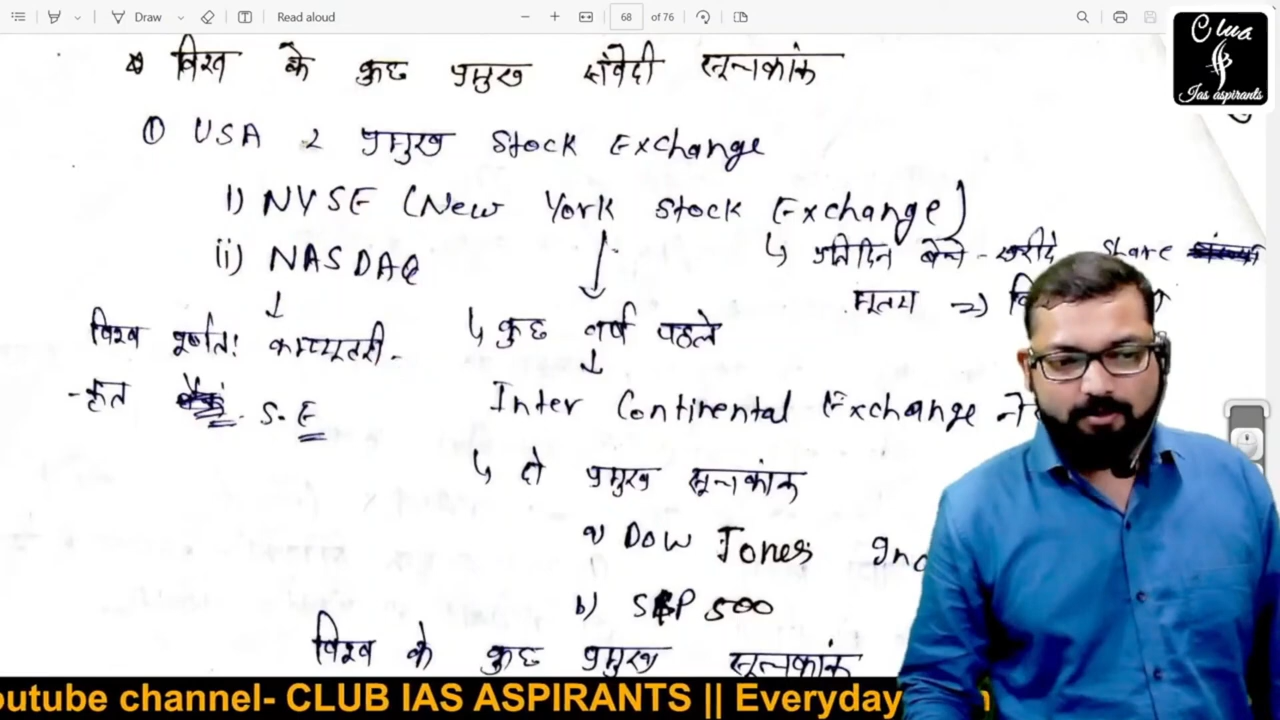 Draw
Read aloud
68 of 76
Clua
Ias aspirants
विश्व के कुछ प्रमुख संवेदी सूचकांक
① USA २ प्रमुख Stock Exchange
i) NYSE (New York Stock Exchange)
↳ प्रतिदिन बेचे - खरीदे share
ii) NASDAQ
मूल्य ⇒)
विश्व पूर्णतः कम्प्यूटरी-
↳ कुछ वर्ष पहले
-कृत S.E
Inter Continental Exchange ने
↳ दो प्रमुख सूचकांक
a) Dow Jones
b) S&P 500
विश्व के कुछ प्रमुख सूचकांक
outube channel- CLUB IAS ASPIRANTS || Everyday